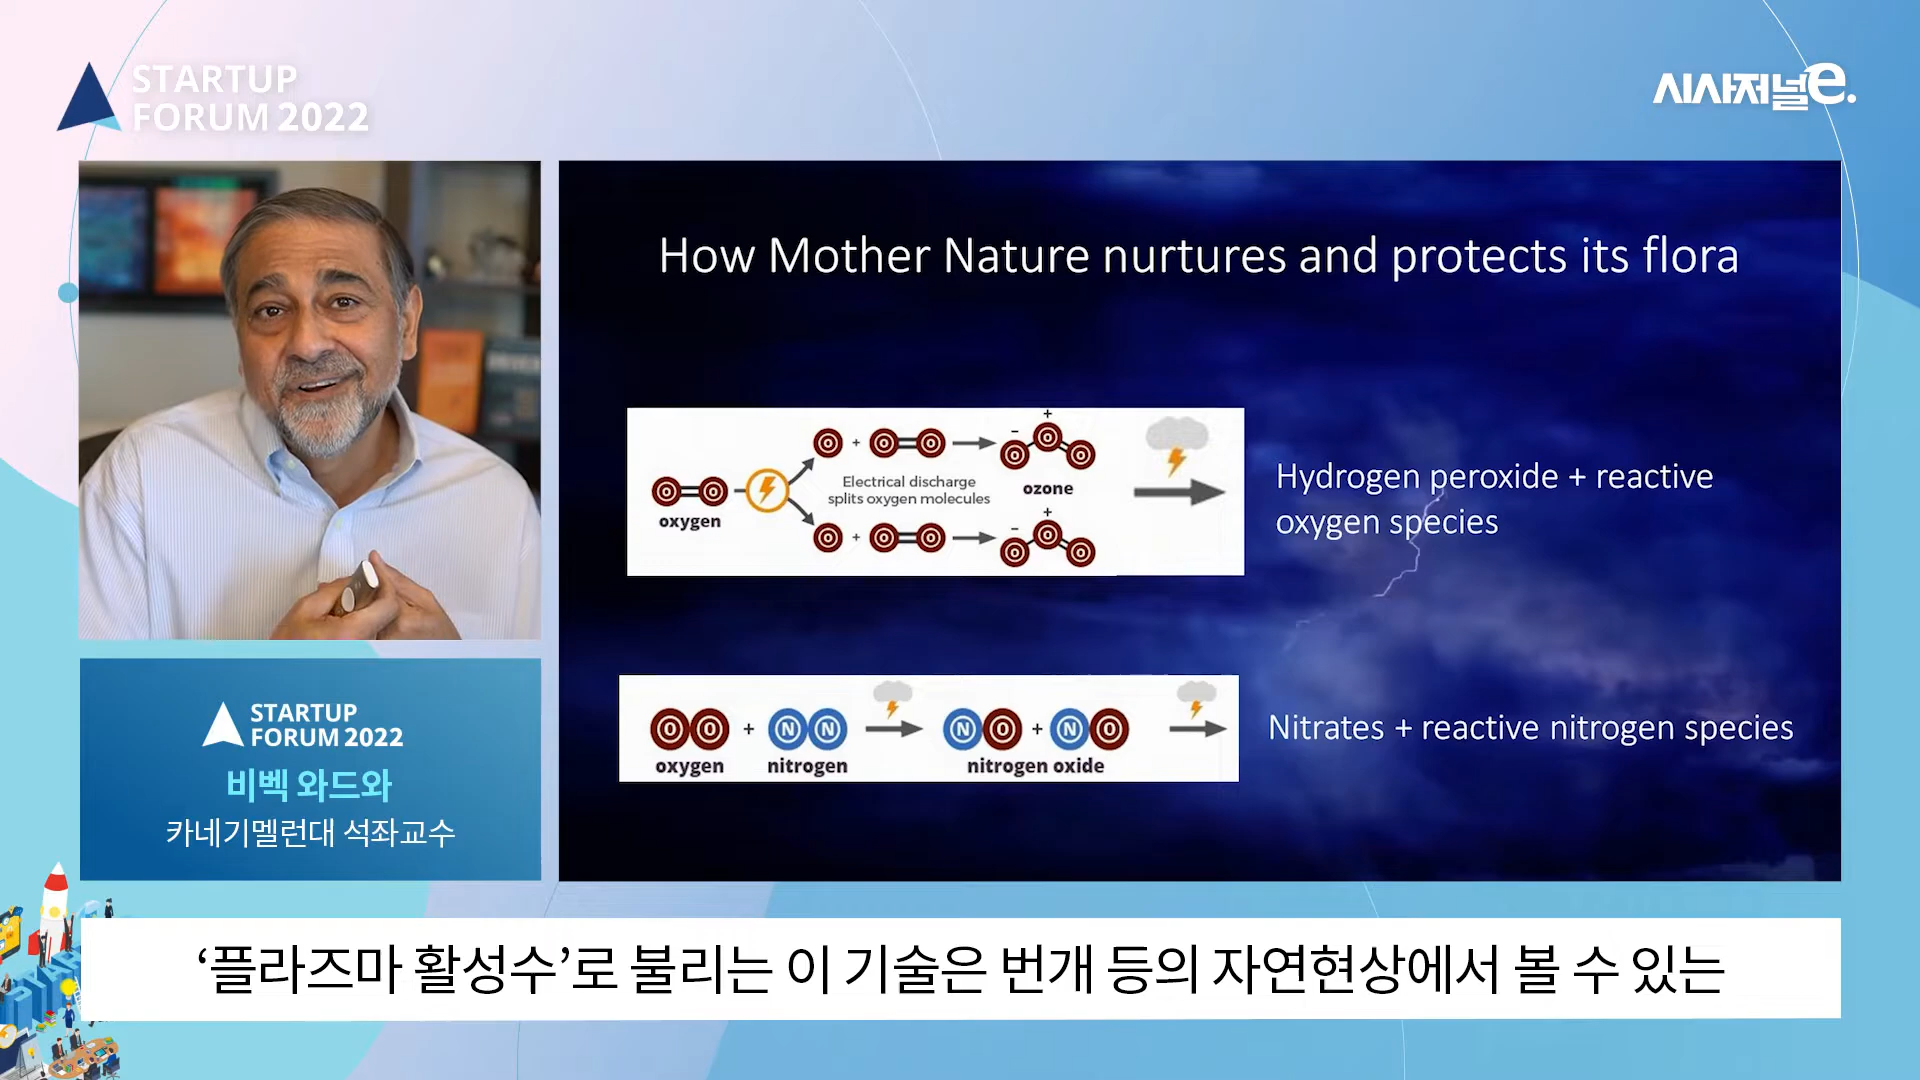 STARTUP
FORUM 2022
시사저널e.
How Mother Nature nurtures and protects its flora
oxygen
O
O
O
+
O
O
O
O
O
Electrical discharge
splits oxygen molecules
ozone
O
+
O
O
O
O
O
Hydrogen peroxide + reactive
oxygen species
O O + N N N O + N O
oxygen nitrogen nitrogen oxide
Nitrates + reactive nitrogen species
STARTUP
FORUM 2022
비벡 와드와
카네기멜런대 석좌교수
‘플라즈마 활성수’로 불리는 이 기술은 번개 등의 자연현상에서 볼 수 있는